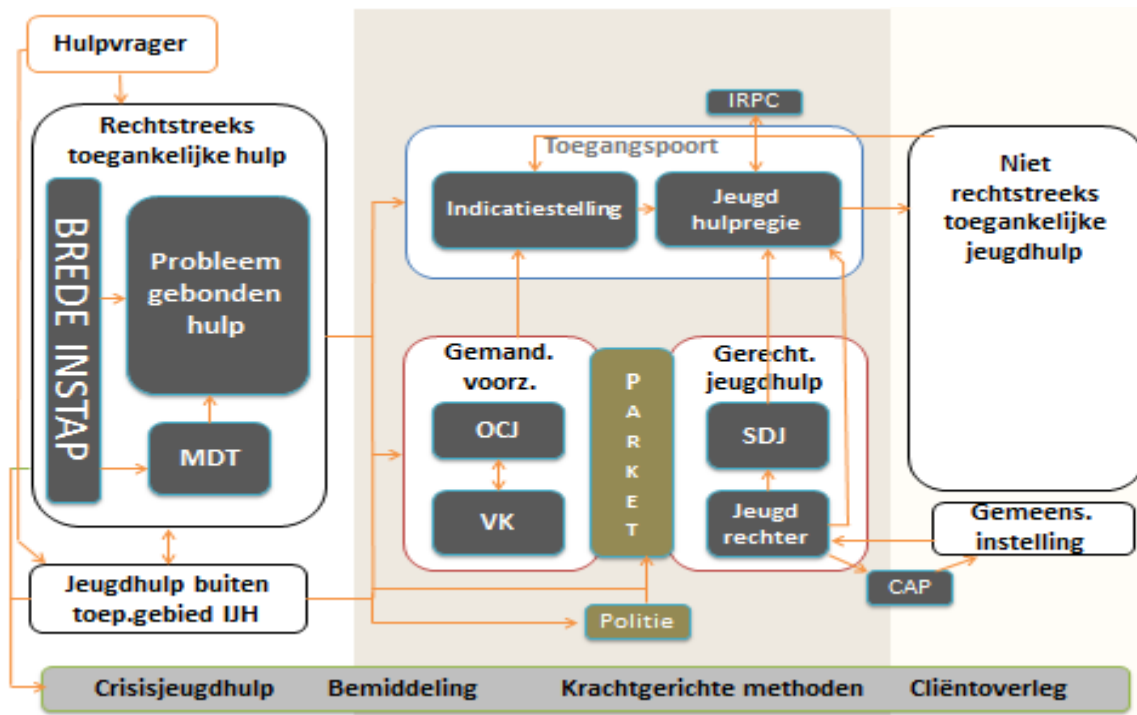 Hulpvrager
Rechtstreeks
toegankelijke hulp
BREDE INSTAP
Probleem
gebonden
hulp
MDT
Jeugdhulp buiten
toep.gebied IJH
IRPC
Toegangspoort
Indicatiestelling
Jeugd
hulpregie
Gemand.
voorz.
OCJ
VK
PARKET
Gerecht.
jeugdhulp
SDJ
Jeugd
rechter
Politie
CAP
Niet
rechtstreeks
toegankelijke
jeugdhulp
Gemeens.
instelling
Crisisjeugdhulp Bemiddeling Krachtgerichte methoden Cliëntoverleg